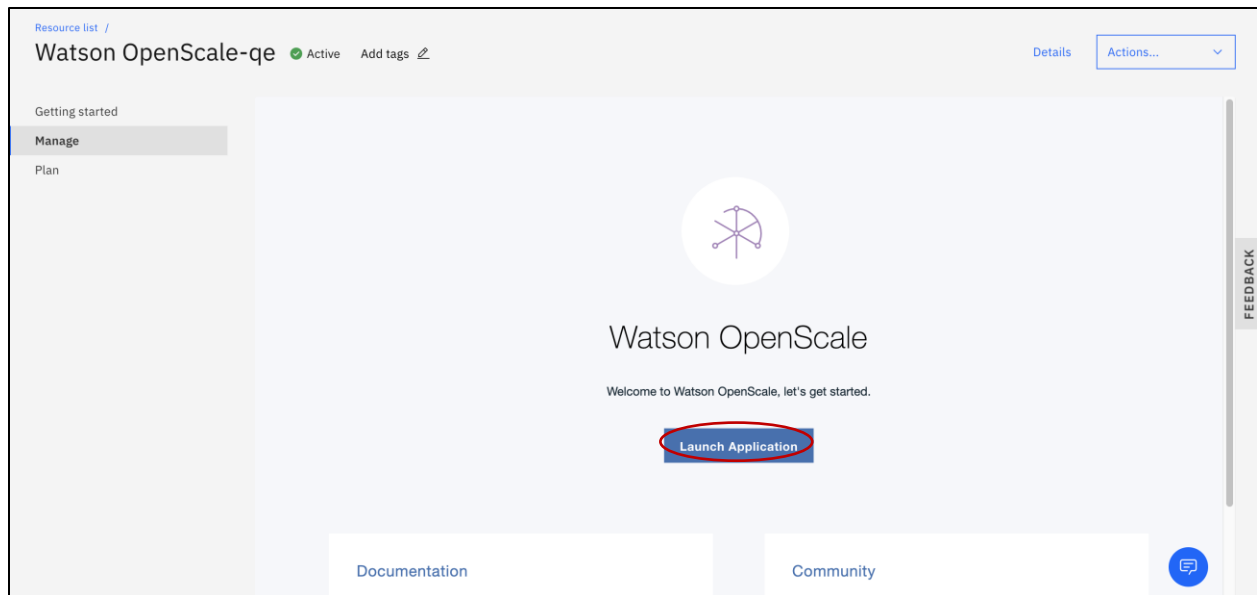 Resource list /
Watson OpenScale-qe Active Add tags
Details Actions...
Getting started
Manage
Plan
FEEDBACK
Watson OpenScale
Welcome to Watson OpenScale, let's get started.
Launch Application
Documentation Community